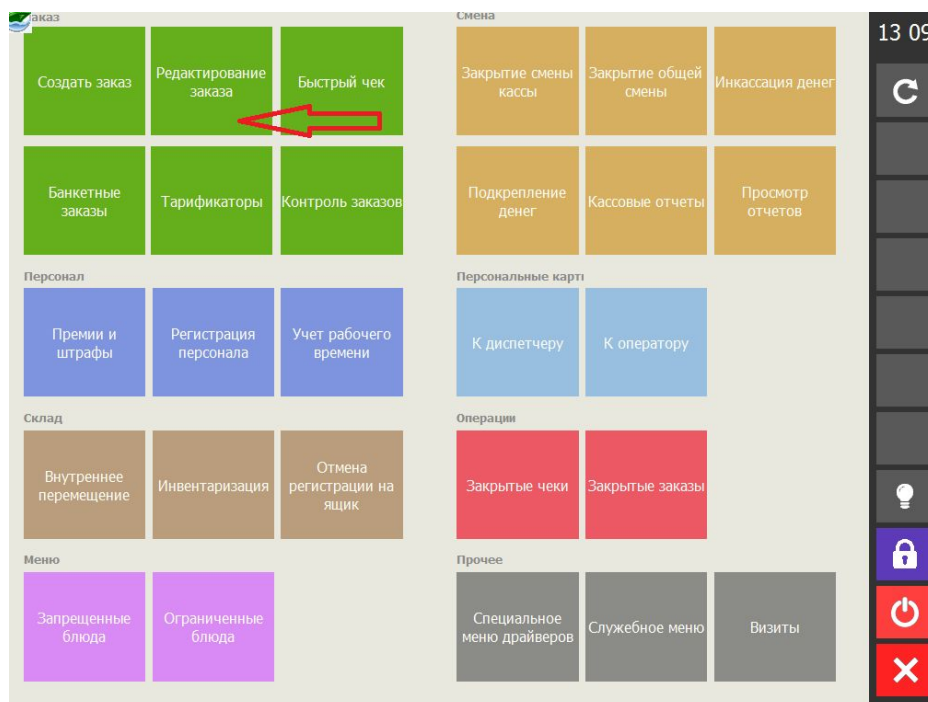 Заказ
Смена
13 09
Создать заказ
Редактирование
заказа
Быстрый чек
Закрытие смены
кассы
Закрытие общей
смены
Инкассация денег
Банкетные
заказы
Тарификаторы
Контроль заказов
Подкрепление
денег
Кассовые отчеты
Просмотр
отчетов
Персонал
Персональные карт
Премии и
штрафы
Регистрация
персонала
Учет рабочего
времени
К диспетчеру
К оператору
Склад
Операции
Внутреннее
перемещение
Инвентаризация
Отмена
регистрации на
ящик
Закрытые чеки
Закрытые заказы
Меню
Прочее
Запрещенные
блюда
Ограниченные
блюда
Специальное
меню драйверов
Служебное меню
Визиты